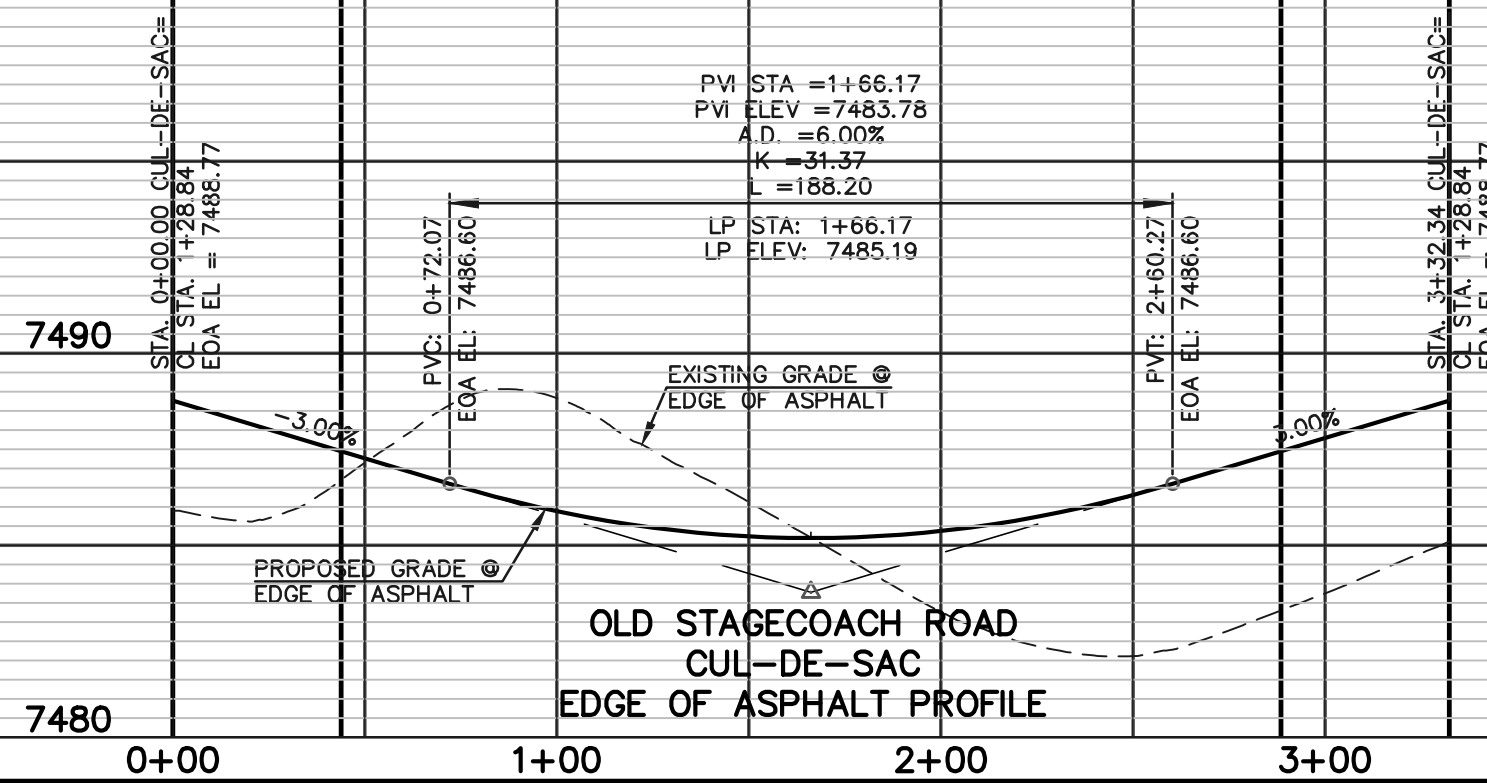 STA. 0+00.00 CUL-DE-SAC=
CL STA. 1+28.84
EOA EL = 7488.77
PVI STA =1+66.17
PVI ELEV =7483.78
A.D. =6.00%
K =31.37
L =188.20
LP STA: 1+66.17
LP ELEV: 7485.19
PVC: 0+72.07
EOA EL: 7486.60
PVT: 2+60.27
EOA EL: 7486.60
STA. 3+32.34 CUL-DE-SAC=
CL STA. 1+28.84
EOA EL = 7488.77
7490
-3.00%
EXISTING GRADE @
EDGE OF ASPHALT
3.00%
PROPOSED GRADE @
EDGE OF ASPHALT
OLD STAGECOACH ROAD
CUL-DE-SAC
EDGE OF ASPHALT PROFILE
7480
0+00 1+00 2+00 3+00